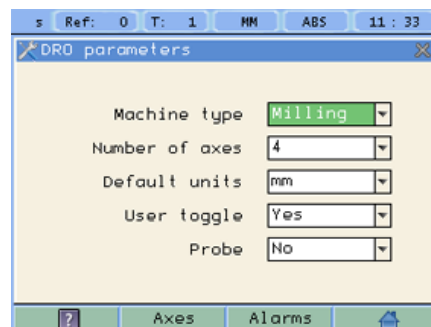 s Ref: 0 T: 1 MM ABS 11 : 33
DRO parameters
Machine type Milling
Number of axes 4
Default units mm
User toggle Yes
Probe No
? Axes Alarms